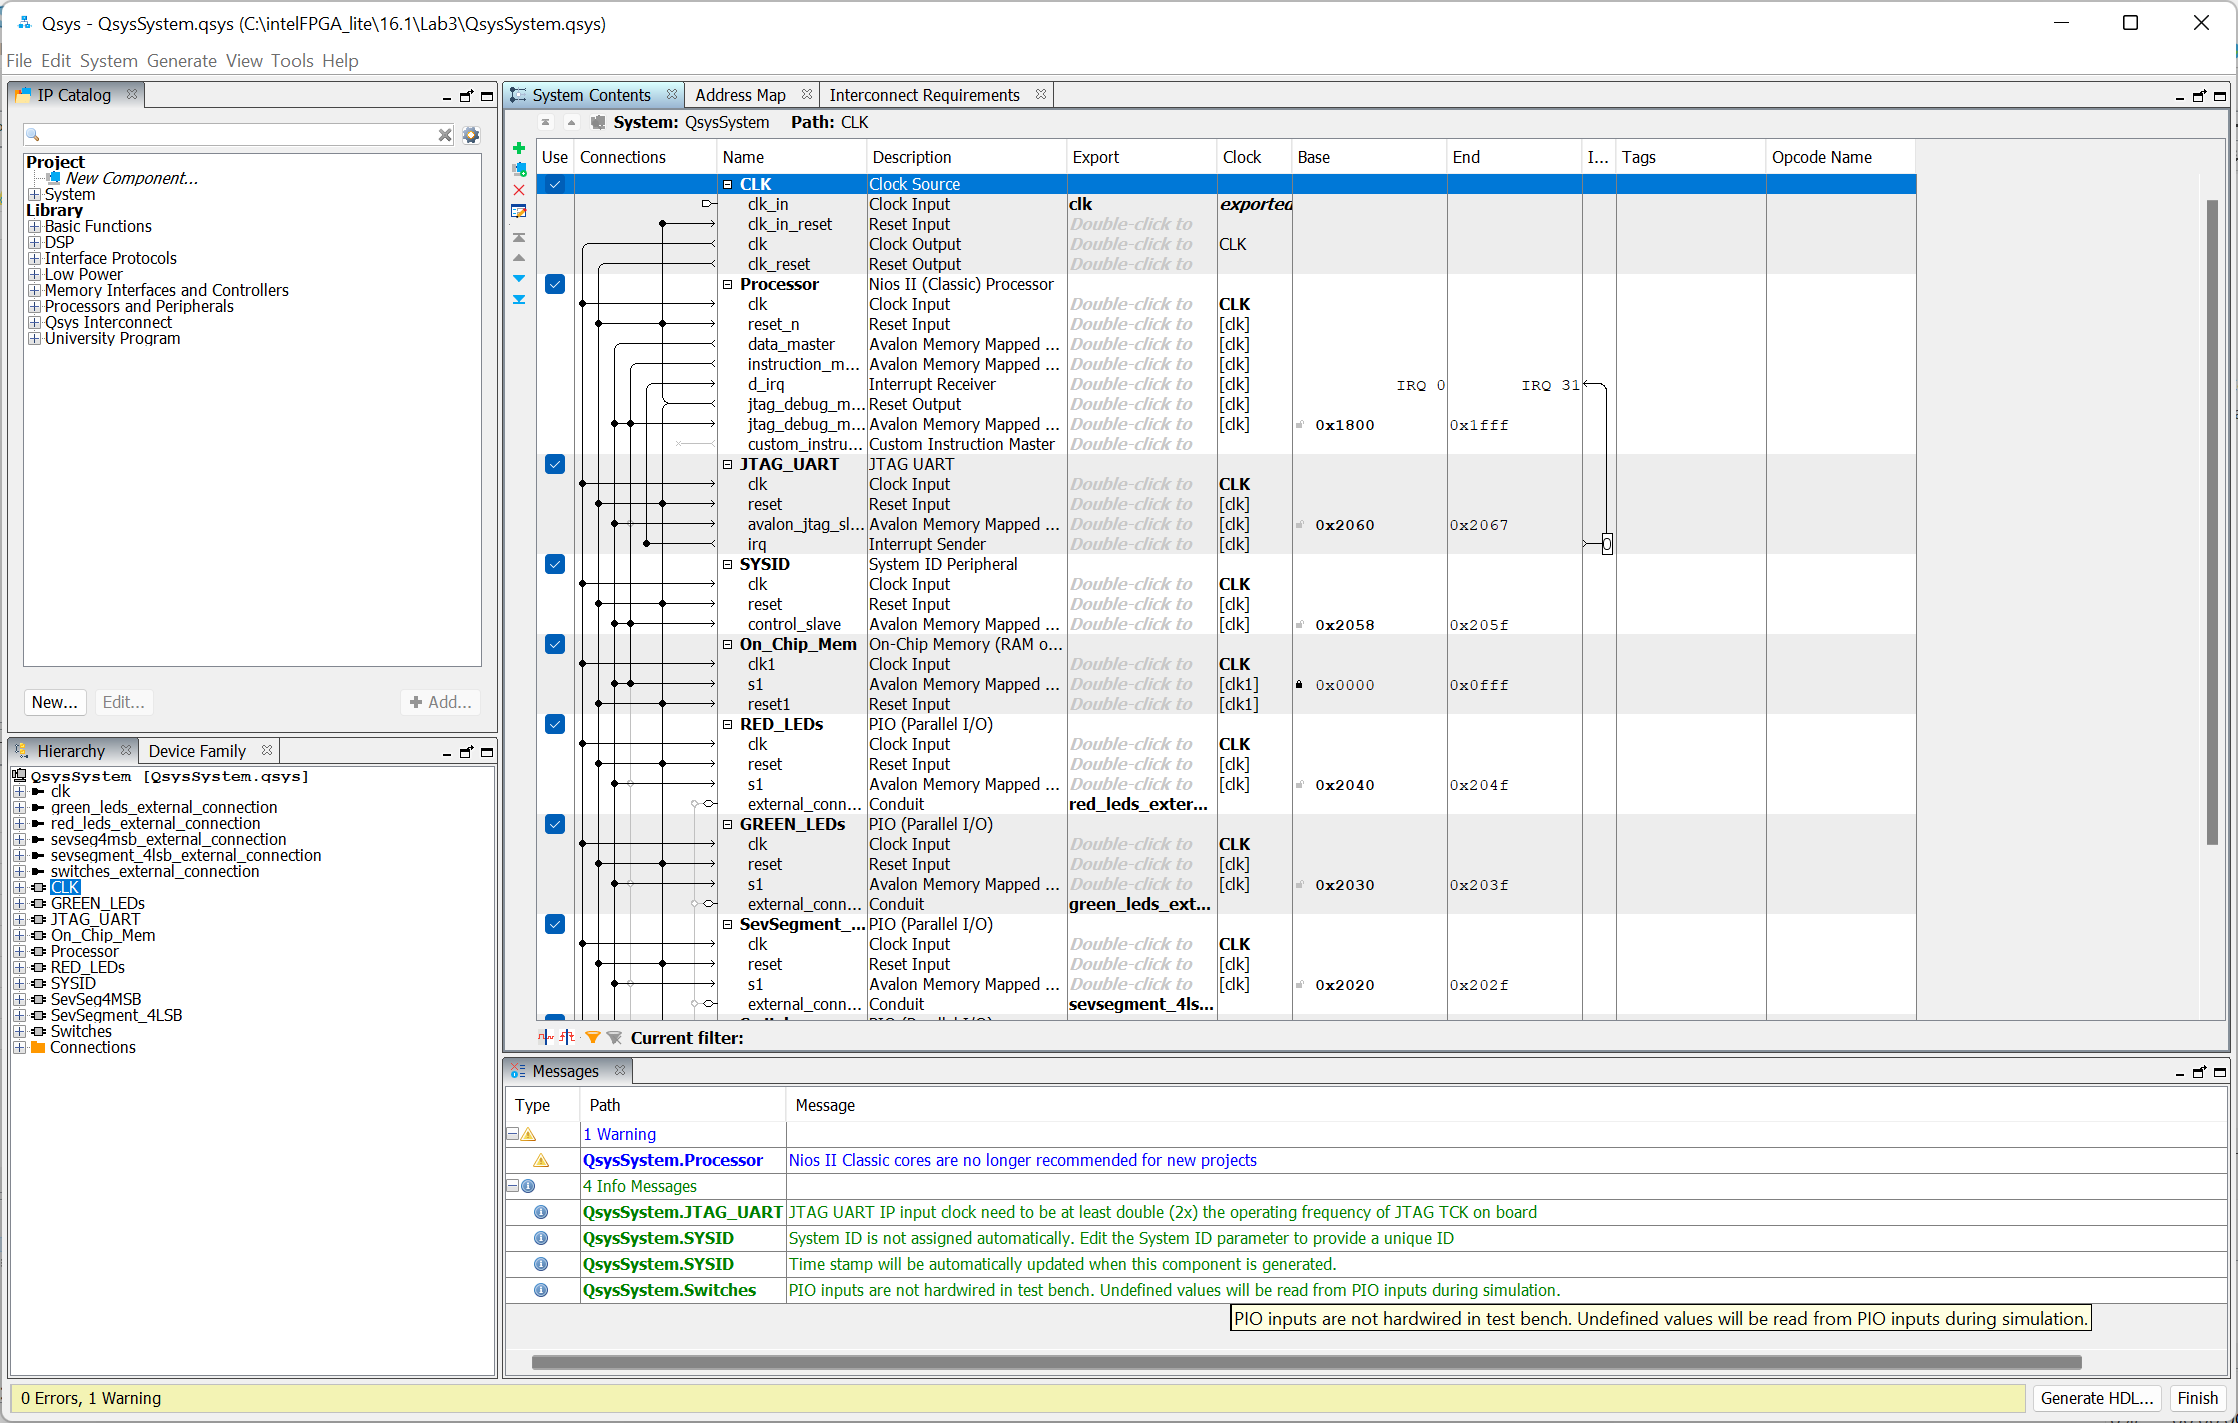 Qsys - QsysSystem.qsys (C:\intelFPGA_lite\16.1\Lab3\QsysSystem.qsys)
File Edit System Generate View Tools Help
IP Catalog
Project
New Component...
System
Library
Basic Functions
DSP
Interface Protocols
Low Power
Memory Interfaces and Controllers
Processors and Peripherals
Qsys Interconnect
University Program
New... Edit... Add...
Hierarchy Device Family
QsysSystem [QsysSystem.qsys]
clk
green_leds_external_connection
red_leds_external_connection
sevseg4msb_external_connection
sevsegment_4lsb_external_connection
switches_external_connection
CLK
GREEN_LEDs
JTAG_UART
On_Chip_Mem
Processor
RED_LEDs
SYSID
SevSeg4MSB
SevSegment_4LSB
Switches
Connections
System Contents Address Map Interconnect Requirements
System: QsysSystem Path: CLK
Use Connections Name Description Export Clock Base End I... Tags Opcode Name
CLK Clock Source
clk_in Clock Input clk exported
clk_in_reset Reset Input Double-click to
clk Clock Output Double-click to CLK
clk_reset Reset Output Double-click to
Processor Nios II (Classic) Processor
clk Clock Input Double-click to CLK
reset_n Reset Input Double-click to [clk]
data_master Avalon Memory Mapped ... Double-click to [clk]
instruction_m... Avalon Memory Mapped ... Double-click to [clk]
d_irq Interrupt Receiver Double-click to [clk] IRQ 0 IRQ 31
jtag_debug_m... Reset Output Double-click to [clk]
jtag_debug_m... Avalon Memory Mapped ... Double-click to [clk] 0x1800 0x1fff
custom_instru... Custom Instruction Master Double-click to
JTAG_UART JTAG UART
clk Clock Input Double-click to CLK
reset Reset Input Double-click to [clk]
avalon_jtag_sl... Avalon Memory Mapped ... Double-click to [clk] 0x2060 0x2067
irq Interrupt Sender Double-click to [clk] 0
SYSID System ID Peripheral
clk Clock Input Double-click to CLK
reset Reset Input Double-click to [clk]
control_slave Avalon Memory Mapped ... Double-click to [clk] 0x2058 0x205f
On_Chip_Mem On-Chip Memory (RAM o...
clk1 Clock Input Double-click to CLK
s1 Avalon Memory Mapped ... Double-click to [clk1] 0x0000 0x0fff
reset1 Reset Input Double-click to [clk1]
RED_LEDs PIO (Parallel I/O)
clk Clock Input Double-click to CLK
reset Reset Input Double-click to [clk]
s1 Avalon Memory Mapped ... Double-click to [clk] 0x2040 0x204f
external_conn... Conduit red_leds_exter...
GREEN_LEDs PIO (Parallel I/O)
clk Clock Input Double-click to CLK
reset Reset Input Double-click to [clk]
s1 Avalon Memory Mapped ... Double-click to [clk] 0x2030 0x203f
external_conn... Conduit green_leds_ext...
SevSegment_... PIO (Parallel I/O)
clk Clock Input Double-click to CLK
reset Reset Input Double-click to [clk]
s1 Avalon Memory Mapped ... Double-click to [clk] 0x2020 0x202f
external_conn... Conduit sevsegment_4ls...
Current filter:
Messages
Type Path Message
1 Warning
QsysSystem.Processor Nios II Classic cores are no longer recommended for new projects
4 Info Messages
QsysSystem.JTAG_UART JTAG UART IP input clock need to be at least double (2x) the operating frequency of JTAG TCK on board
QsysSystem.SYSID System ID is not assigned automatically. Edit the System ID parameter to provide a unique ID
QsysSystem.SYSID Time stamp will be automatically updated when this component is generated.
QsysSystem.Switches PIO inputs are not hardwired in test bench. Undefined values will be read from PIO inputs during simulation.
PIO inputs are not hardwired in test bench. Undefined values will be read from PIO inputs during simulation.
0 Errors, 1 Warning
Generate HDL... Finish